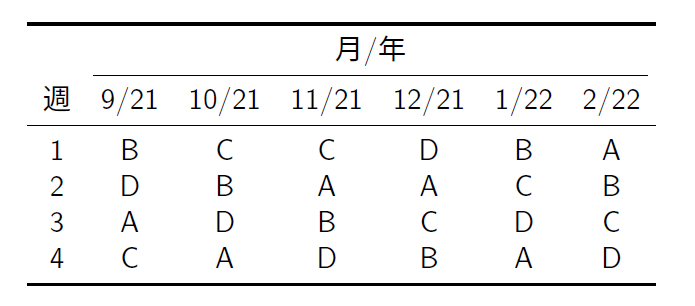 月/年
週 9/21 10/21 11/21 12/21 1/22 2/22
1 B C C D B A
2 D B A A C B
3 A D B C D C
4 C A D B A D